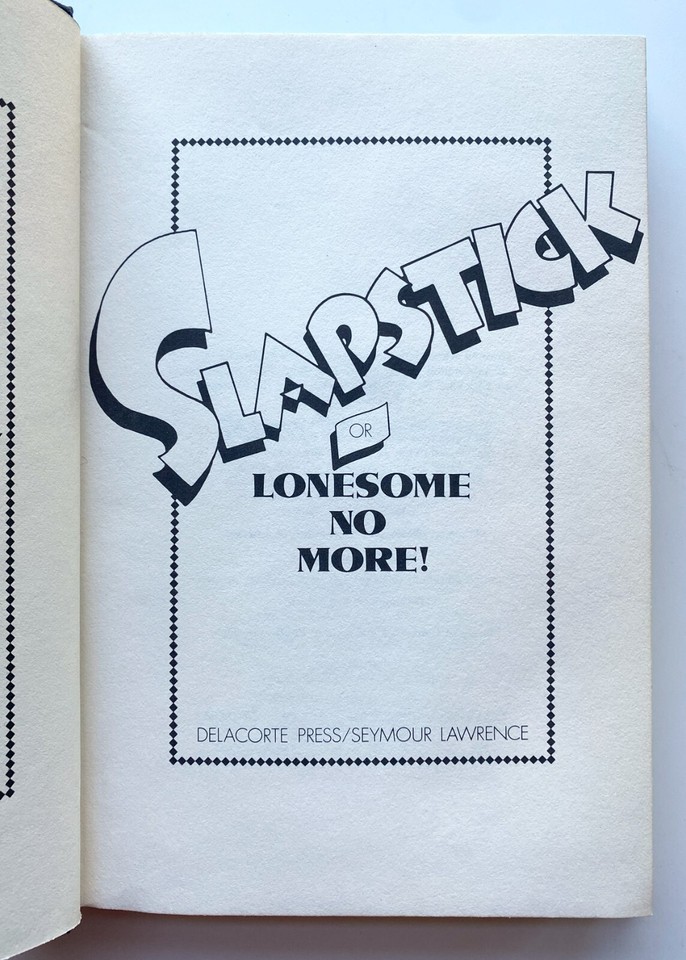 SLAPSTICK
OR
LONESOME
NO
MORE!
DELACORTE PRESS/SEYMOUR LAWRENCE